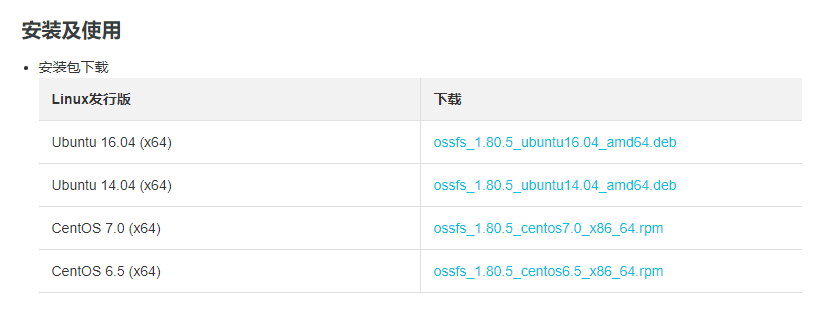 安装及使用
安装包下载
Linux发行版 下载
Ubuntu 16.04 (x64) ossfs_1.80.5_ubuntu16.04_amd64.deb
Ubuntu 14.04 (x64) ossfs_1.80.5_ubuntu14.04_amd64.deb
CentOS 7.0 (x64) ossfs_1.80.5_centos7.0_x86_64.rpm
CentOS 6.5 (x64) ossfs_1.80.5_centos6.5_x86_64.rpm